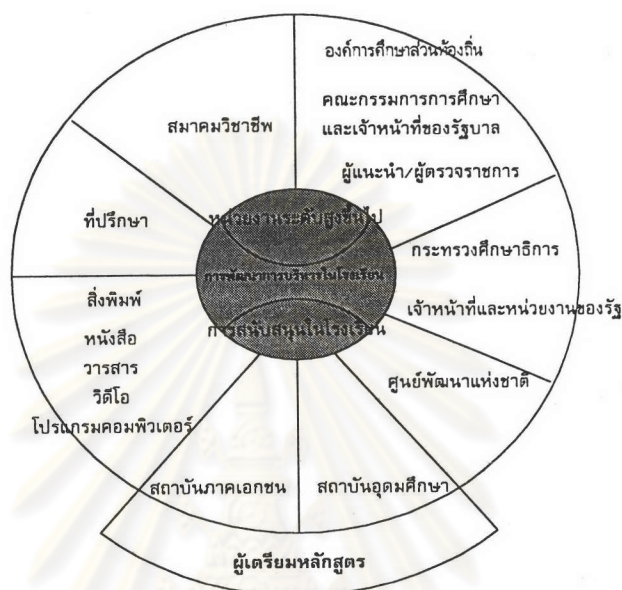 องค์การศึกษาส่วนท้องถิ่น
คณะกรรมการการศึกษา
และเจ้าหน้าที่ของรัฐบาล
ผู้แนะนำ/ผู้ตรวจราชการ
สมาคมวิชาชีพ
ที่ปรึกษา
หน่วยงานระดับสูงขึ้นไป
การพัฒนาการบริหารในโรงเรียน
การสนับสนุนในโรงเรียน
กระทรวงศึกษาธิการ
เจ้าหน้าที่และหน่วยงานของรัฐ
ศูนย์พัฒนาแห่งชาติ
สิ่งพิมพ์
หนังสือ
วารสาร
วิดีโอ
โปรแกรมคอมพิวเตอร์
สถาบันภาคเอกชน
สถาบันอุดมศึกษา
ผู้เตรียมหลักสูตร